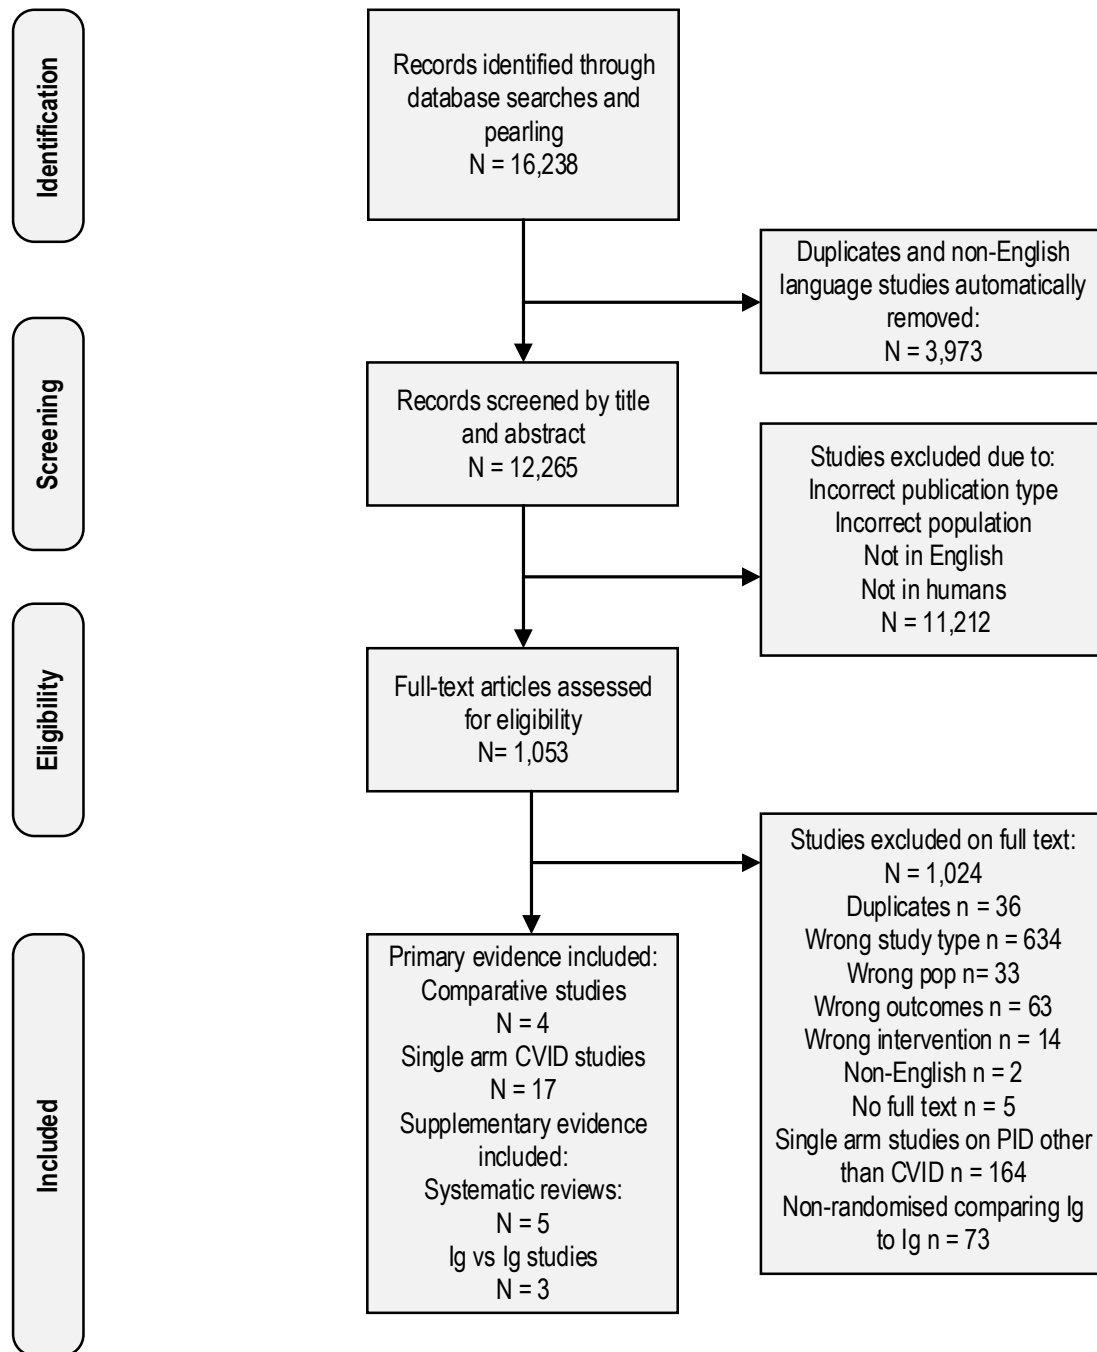 Identification
Records identified through
database searches and
pearling
N = 16,238
Duplicates and non-English
language studies automatically
removed:
N = 3,973
Screening
Records screened by title
and abstract
N = 12,265
Studies excluded due to:
Incorrect publication type
Incorrect population
Not in English
Not in humans
N = 11,212
Eligibility
Full-text articles assessed
for eligibility
N= 1,053
Studies excluded on full text:
N = 1,024
Duplicates n = 36
Wrong study type n = 634
Wrong pop n= 33
Wrong outcomes n = 63
Wrong intervention n = 14
Non-English n = 2
No full text n = 5
Single arm studies on PID other
than CVID n = 164
Non-randomised comparing Ig
to Ig n = 73
Included
Primary evidence included:
Comparative studies
N = 4
Single arm CVID studies
N = 17
Supplementary evidence
included:
Systematic reviews:
N = 5
Ig vs Ig studies
N = 3